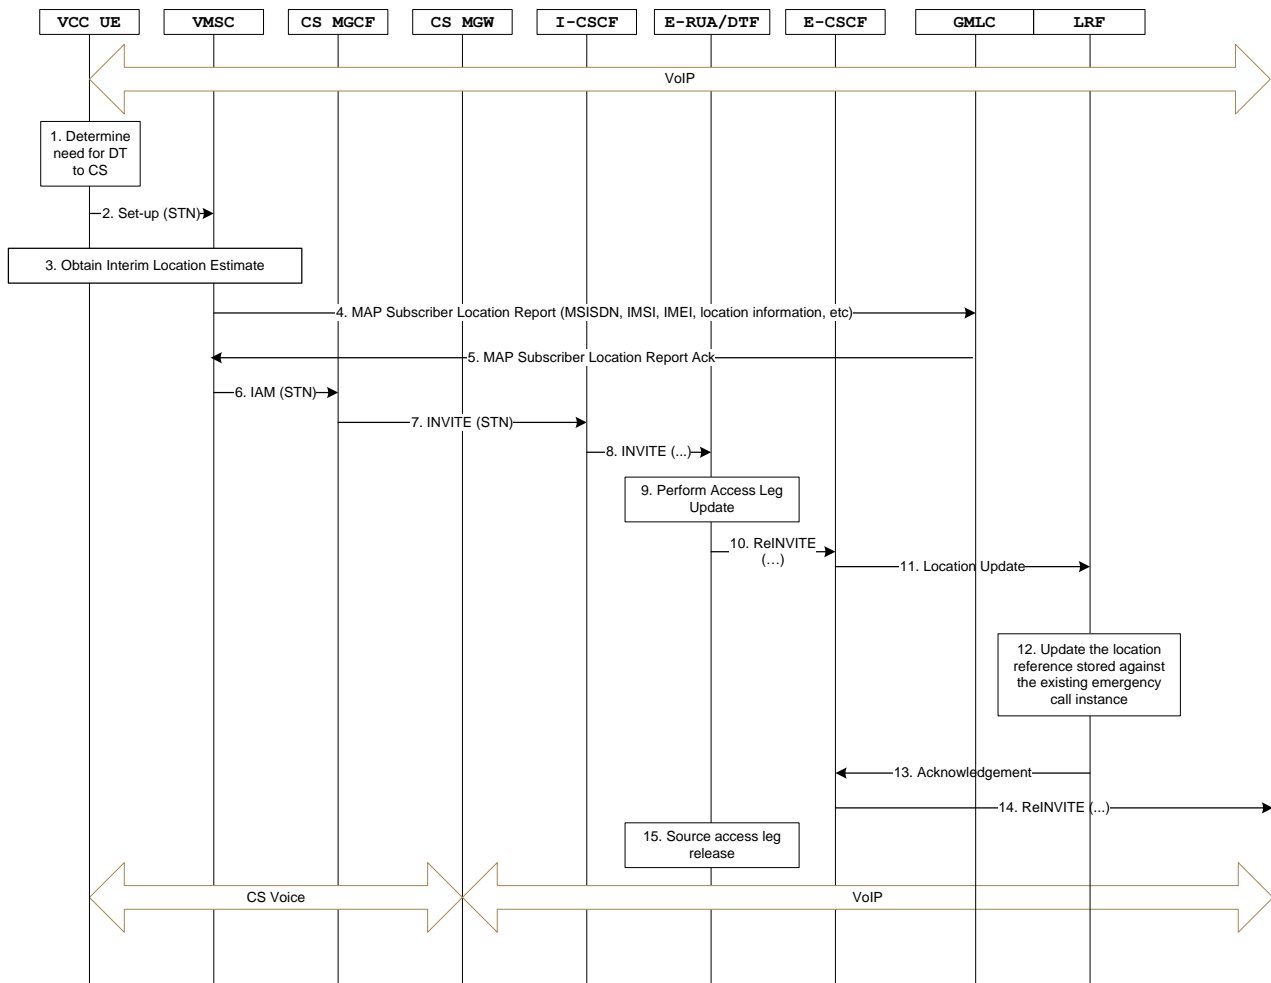 VCC UE
VMSC
CS MGCF
CS MGW
I-CSCF
E-RUA/DTF
E-CSCF
GMLC
LRF
VoIP
1. Determine
need for DT
to CS
2. Set-up (STN)
3. Obtain Interim Location Estimate
4. MAP Subscriber Location Report (MSISDN, IMSI, IMEI, location information, etc)
5. MAP Subscriber Location Report Ack
6. IAM (STN)
7. INVITE (STN)
8. INVITE (...)
9. Perform Access Leg
Update
10. ReINVITE
(…)
11. Location Update
12. Update the location
reference stored against
the existing emergency
call instance
13. Acknowledgement
14. ReINVITE (...)
15. Source access leg
release
CS Voice
VoIP